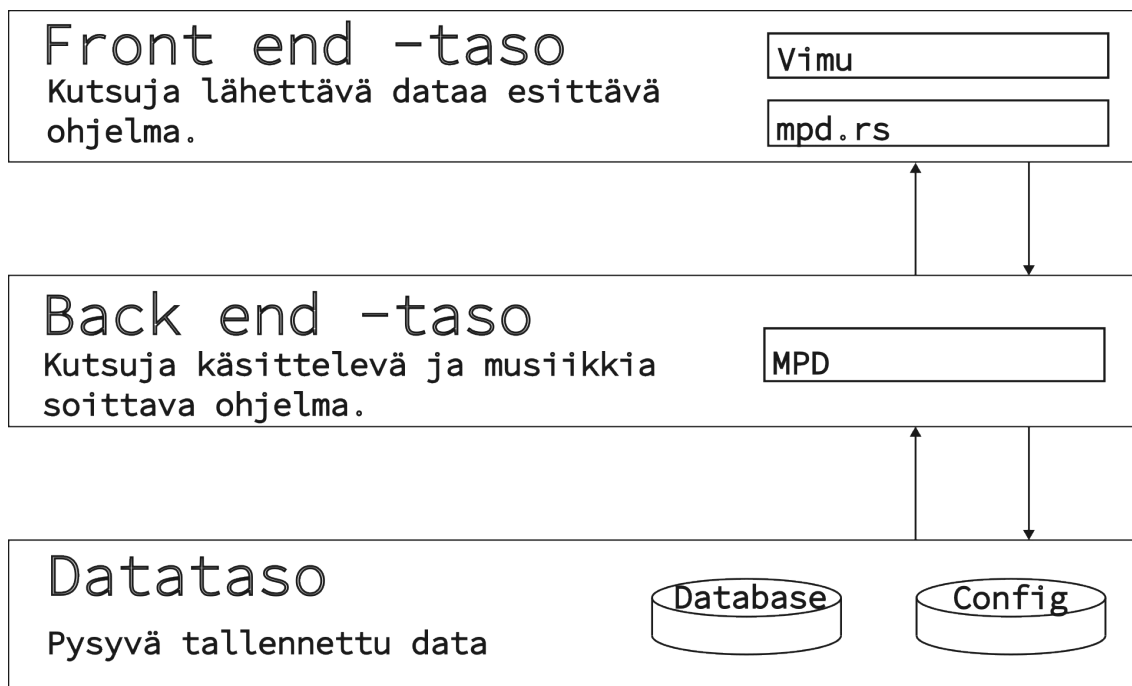 Front end -taso
Kutsuja lähettävä dataa esittävä
ohjelma.
Vimu
mpd.rs
Back end -taso
Kutsuja käsittelevä ja musiikkia
soittava ohjelma.
MPD
Datataso
Pysyvä tallennettu data
Database
Config